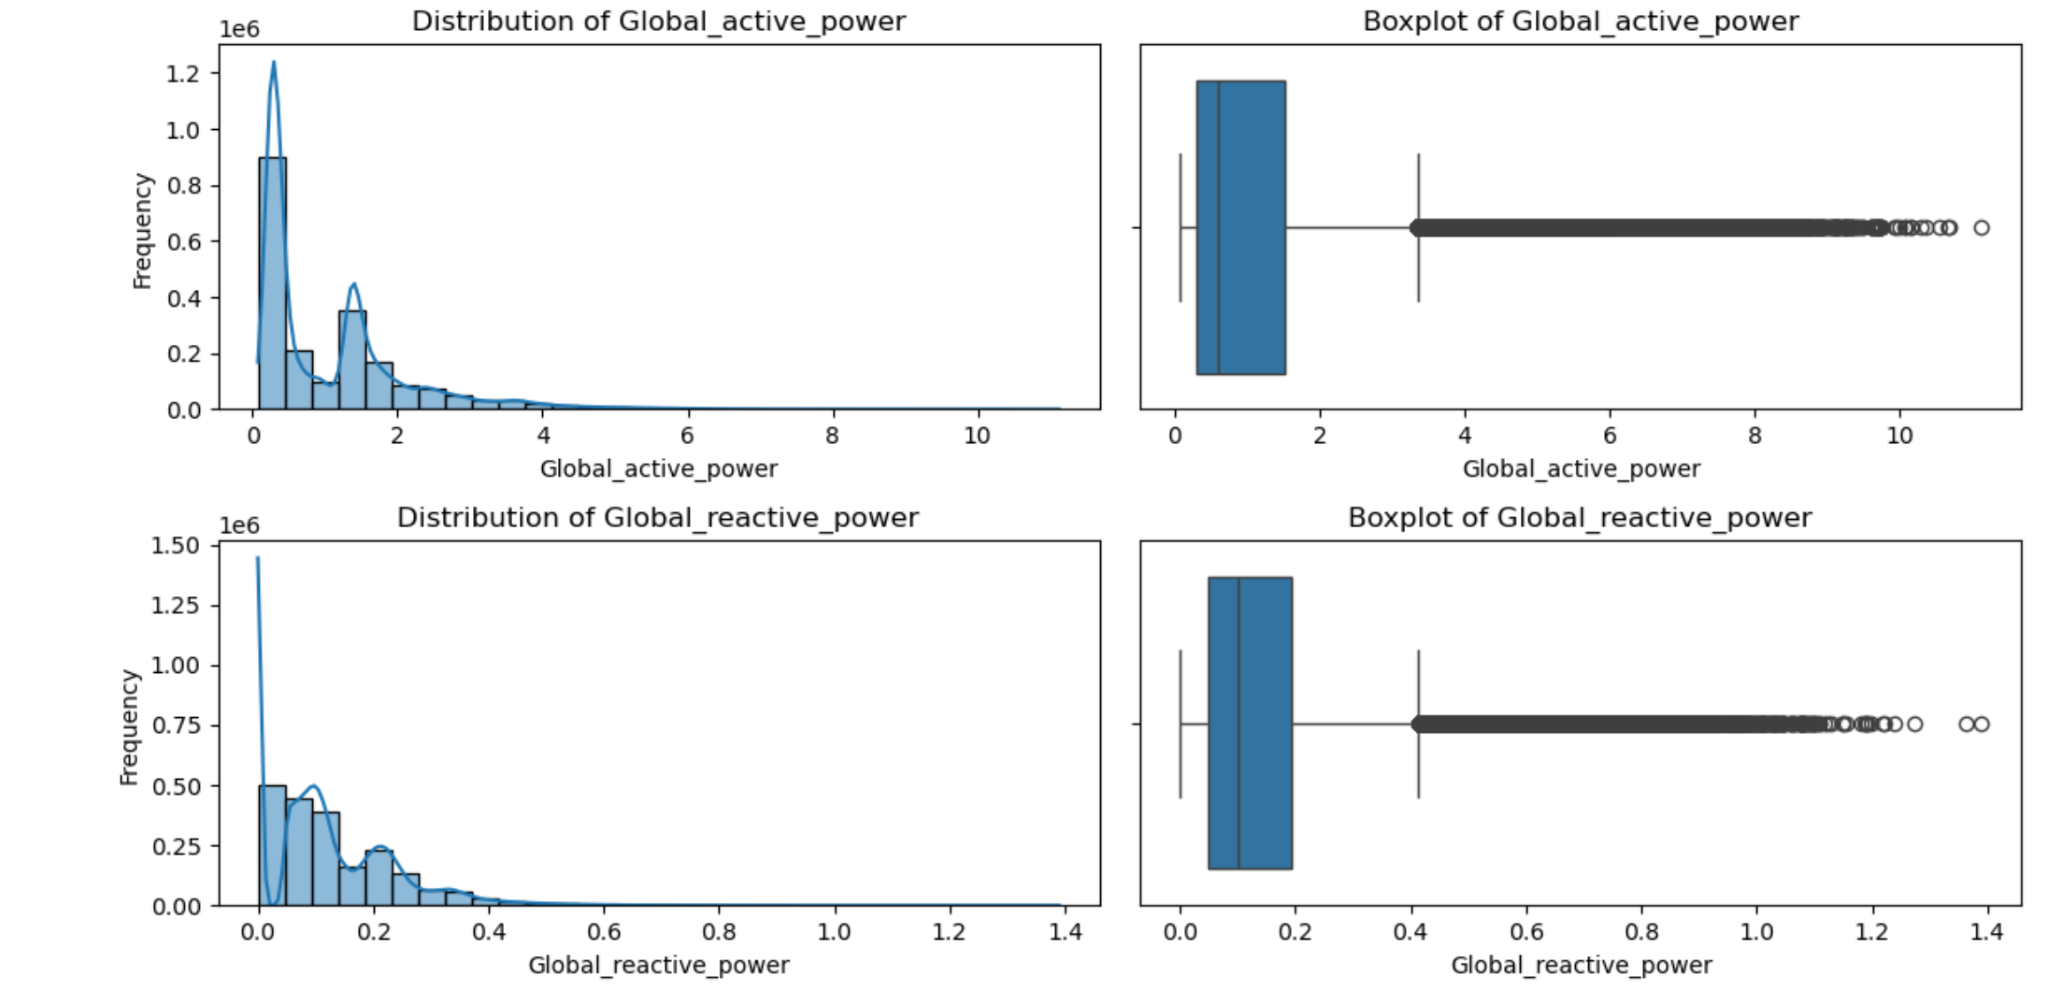 Distribution of Global_active_power
1e6
1.2
1.0
0.8
0.6
0.4
0.2
0.0
Frequency
0 2 4 6 8 10
Global_active_power
Boxplot of Global_active_power
0 2 4 6 8 10
Global_active_power
Distribution of Global_reactive_power
1e6
1.50
1.25
1.00
0.75
0.50
0.25
0.00
Frequency
0.0 0.2 0.4 0.6 0.8 1.0 1.2 1.4
Global_reactive_power
Boxplot of Global_reactive_power
0.0 0.2 0.4 0.6 0.8 1.0 1.2 1.4
Global_reactive_power